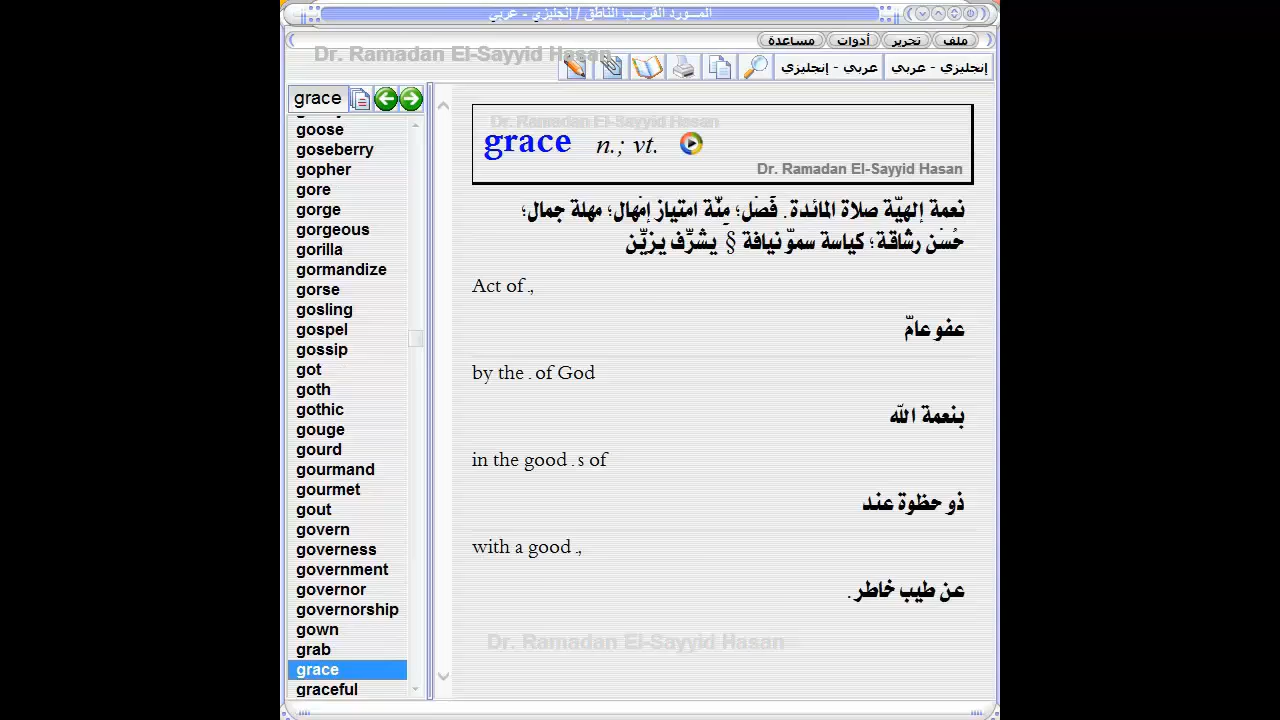 المـــورد القريــب الناطق / إنجليزي - عربي
ملف تحرير أدوات مساعدة
Dr. Ramadan El-Sayyid Hasan
إنجليزي - عربي عربي - إنجليزي
grace
goose
goseberry
gopher
gore
gorge
gorgeous
gorilla
gormandize
gorse
gosling
gospel
gossip
got
goth
gothic
gouge
gourd
gourmand
gourmet
gout
govern
governess
government
governor
governorship
gown
grab
grace
graceful
Dr. Ramadan El-Sayyid Hasan
grace n.; vt.
Dr. Ramadan El-Sayyid Hasan
نعمة إلهيّة صلاة المائدة. فَضْل؛ مِنّة امتياز إمْهال؛ مهلة جمال؛
حُسْن رشاقة؛ كياسة سموّ نيافة § يشرِّف يزيِّن
Act of .,
عفو عامّ
by the . of God
بنعمة الله
in the good . s of
ذو حظوة عند
with a good .,
عن طيب خاطر.
Dr. Ramadan El-Sayyid Hasan